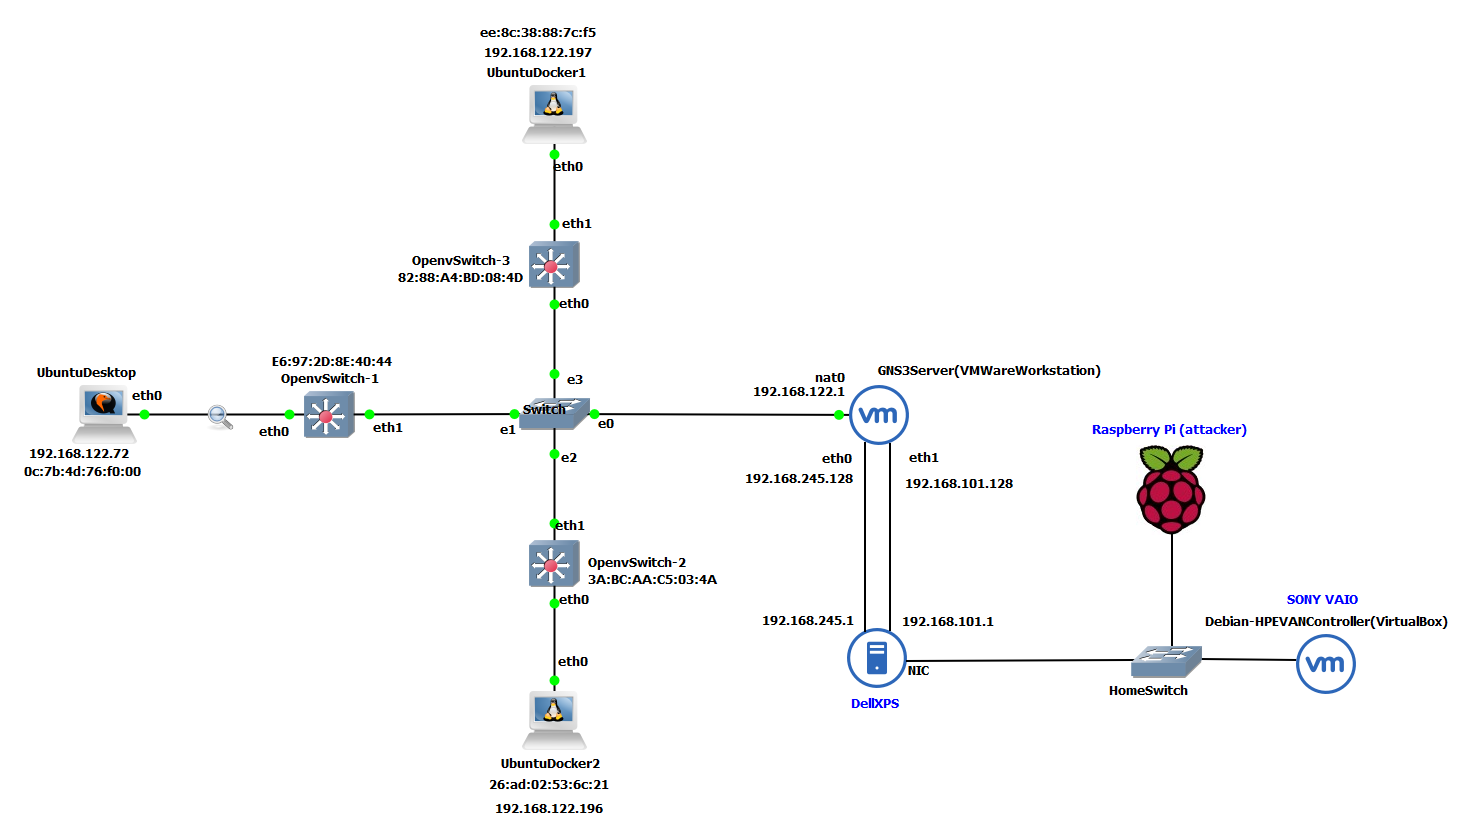 ee:8c:38:88:7c:f5
192.168.122.197
UbuntuDocker1
eth0
eth1
OpenvSwitch-3
82:88:A4:BD:08:4D
eth0
E6:97:2D:8E:40:44
OpenvSwitch-1
UbuntuDesktop
eth0
eth0
eth1
192.168.122.72
0c:7b:4d:76:f0:00
e3
Switch
e1
e0
e2
nat0
192.168.122.1
GNS3Server(VMWareWorkstation)
vm
eth0
192.168.245.128
eth1
192.168.101.128
Raspberry Pi (attacker)
eth1
OpenvSwitch-2
3A:BC:AA:C5:03:4A
eth0
eth0
UbuntuDocker2
26:ad:02:53:6c:21
192.168.122.196
192.168.245.1
192.168.101.1
NIC
DellXPS
HomeSwitch
SONY VAIO
Debian-HPEVANController(VirtualBox)
vm